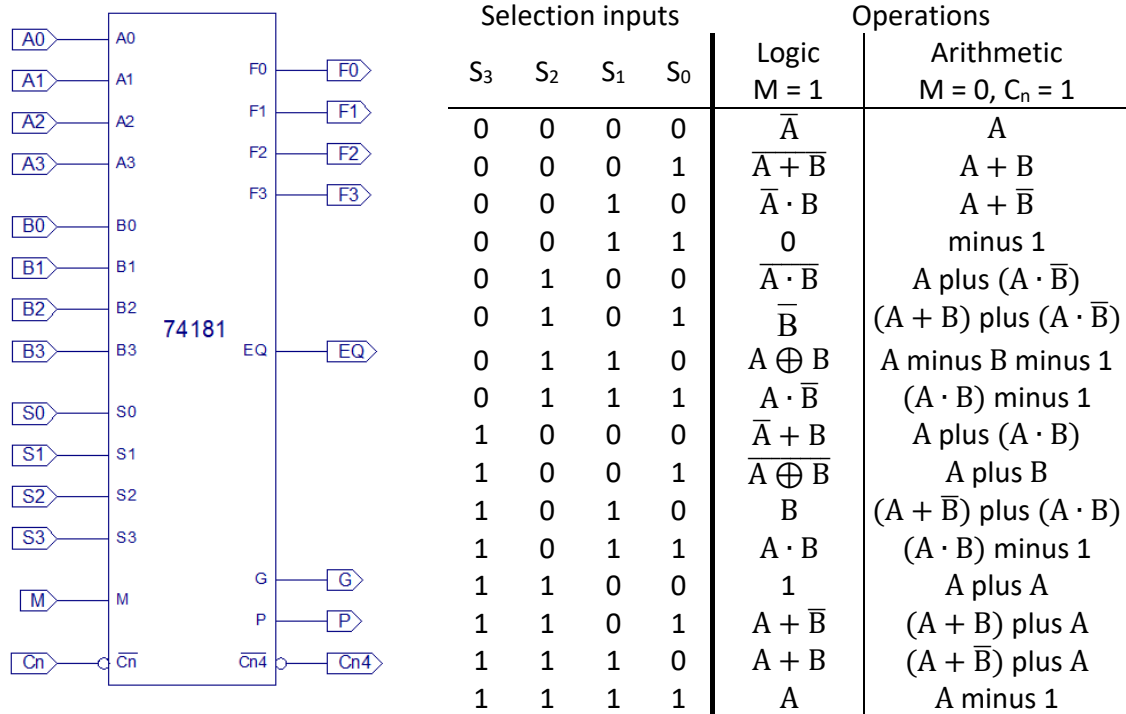 A0 A0
F0 F0
A1 A1
F1 F1
A2 A2
F2 F2
A3 A3
F3 F3
B0 B0
B1 B1
B2 B2
74181
B3 B3 EQ EQ
S0 S0
S1 S1
S2 S2
S3 S3
G G
M M
P P
Cn C̅n̅ C̅n̅4̅ Cn4
Selection inputs Operations
Logic Arithmetic
S₃ S₂ S₁ S₀
M = 1 M = 0, Cₙ = 1
0 0 0 0 A̅ A
0 0 0 1 A̅ ̅+̅ ̅B̅ A + B
0 0 1 0 A̅ · B A + B̅
0 0 1 1 0 minus 1
0 1 0 0 A̅ ̅·̅ ̅B̅ A plus (A · B̅)
0 1 0 1 B̅ (A + B) plus (A · B̅)
0 1 1 0 A ⊕ B A minus B minus 1
0 1 1 1 A · B̅ (A · B) minus 1
1 0 0 0 A̅ + B A plus (A · B)
1 0 0 1 A̅ ̅⊕̅ ̅B̅ A plus B
1 0 1 0 B (A + B̅) plus (A · B)
1 0 1 1 A · B (A · B) minus 1
1 1 0 0 1 A plus A
1 1 0 1 A + B̅ (A + B) plus A
1 1 1 0 A + B (A + B̅) plus A
1 1 1 1 A A minus 1